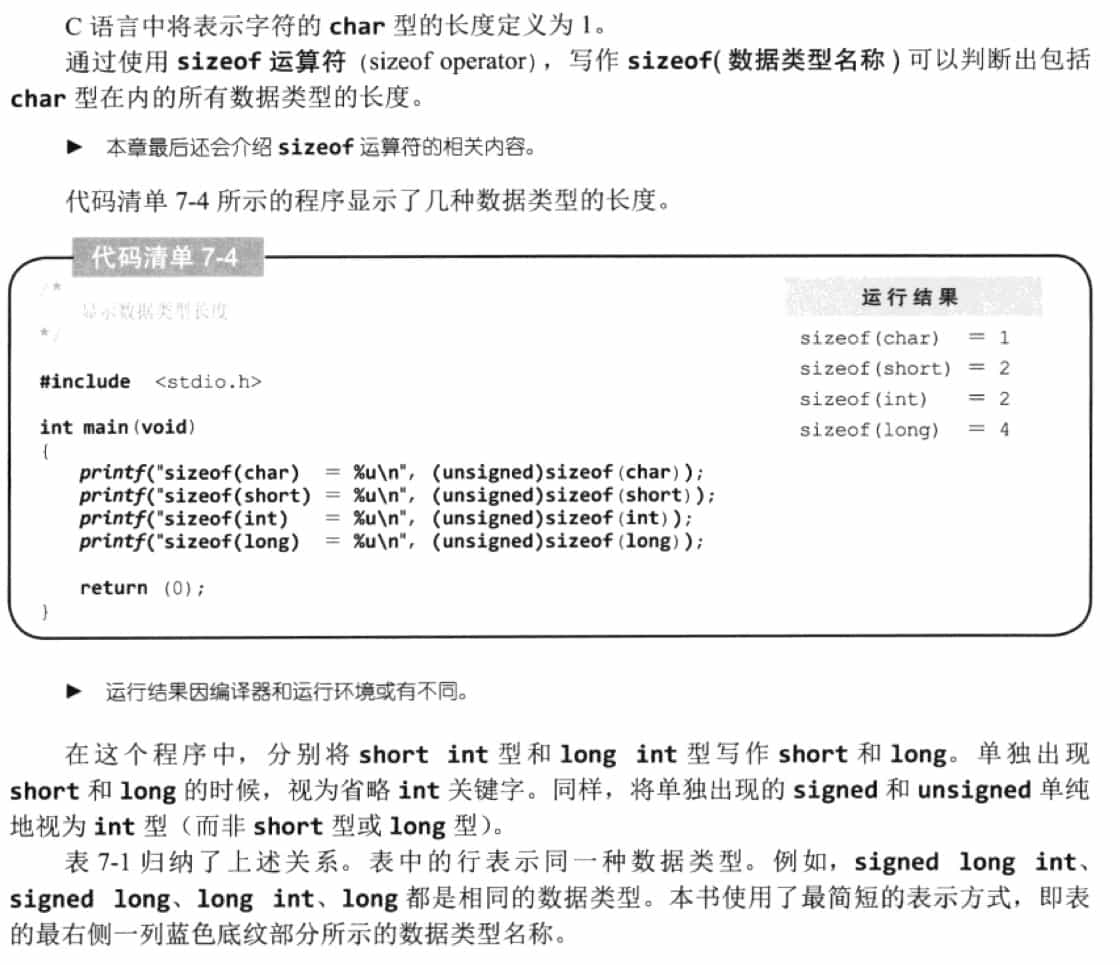 C 语言中将表示字符的 char 型的长度定义为 1。
通过使用 sizeof 运算符（sizeof operator），写作 sizeof( 数据类型名称 ) 可以判断出包括
char 型在内的所有数据类型的长度。
▶ 本章最后还会介绍 sizeof 运算符的相关内容。
代码清单 7-4 所示的程序显示了几种数据类型的长度。
代码清单 7-4
/*
显示数据类型长度
*/
#include <stdio.h>
int main(void)
{
printf("sizeof(char)  = %u\n", (unsigned)sizeof(char));
printf("sizeof(short) = %u\n", (unsigned)sizeof(short));
printf("sizeof(int)   = %u\n", (unsigned)sizeof(int));
printf("sizeof(long)  = %u\n", (unsigned)sizeof(long));
return (0);
}
运行结果
sizeof(char)  = 1
sizeof(short) = 2
sizeof(int)   = 2
sizeof(long)  = 4
▶ 运行结果因编译器和运行环境或有不同。
在这个程序中，分别将 short int 型和 long int 型写作 short 和 long。单独出现
short 和 long 的时候，视为省略 int 关键字。同样，将单独出现的 signed 和 unsigned 单纯
地视为 int 型（而非 short 型或 long 型）。
表 7-1 归纳了上述关系。表中的行表示同一种数据类型。例如，signed long int、
signed long、long int、long 都是相同的数据类型。本书使用了最简短的表示方式，即表
的最右侧一列蓝色底纹部分所示的数据类型名称。